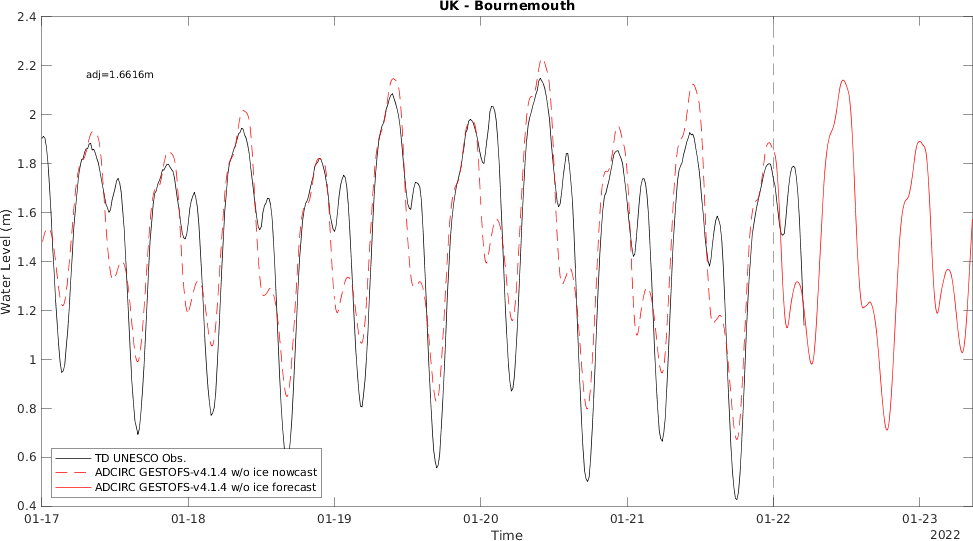 UK - Bournemouth
2.4
2.2
2
1.8
1.6
1.4
1.2
1
0.8
0.6
0.4
Water Level (m)
adj=1.6616m
TD UNESCO Obs.
ADCIRC GESTOFS-v4.1.4 w/o ice nowcast
ADCIRC GESTOFS-v4.1.4 w/o ice forecast
01-17 01-18 01-19 01-20 01-21 01-22 01-23
Time
2022